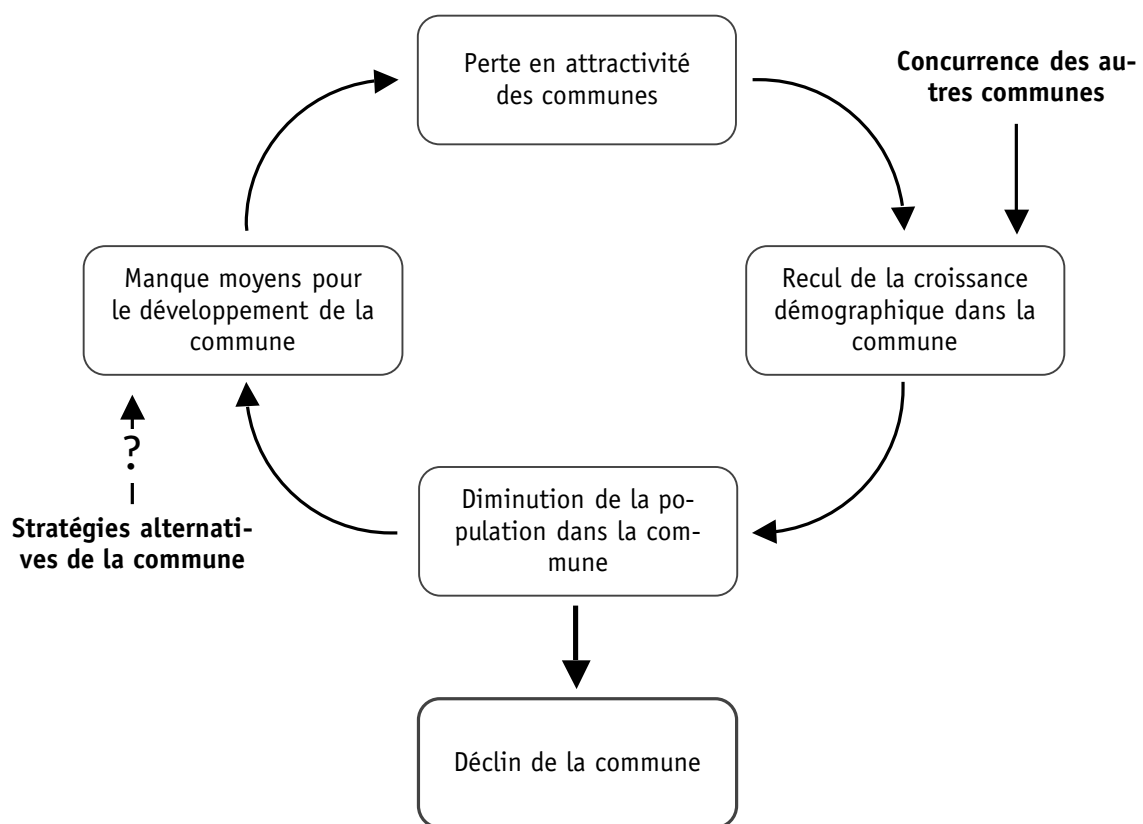 Perte en attractivité
des communes
Concurrence des au-
tres communes
Manque moyens pour
le développement de la
commune
Recul de la croissance
démographique dans la
commune
?
Stratégies alternati-
ves de la commune
Diminution de la po-
pulation dans la com-
mune
Déclin de la commune